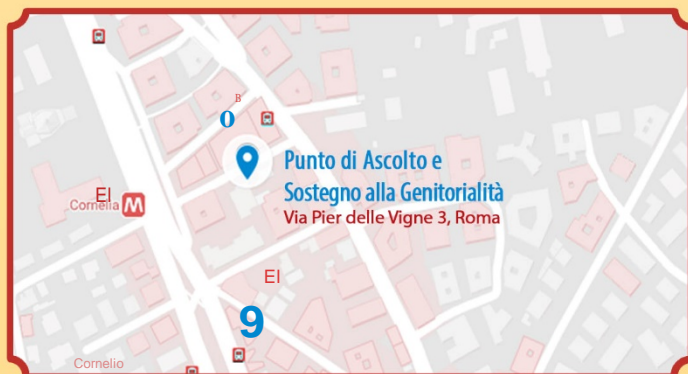 B
0
Punto di Ascolto e
Sostegno alla Genitorialità
Via Pier delle Vigne 3, Roma
El
Cornelia M
El
9
Cornelio